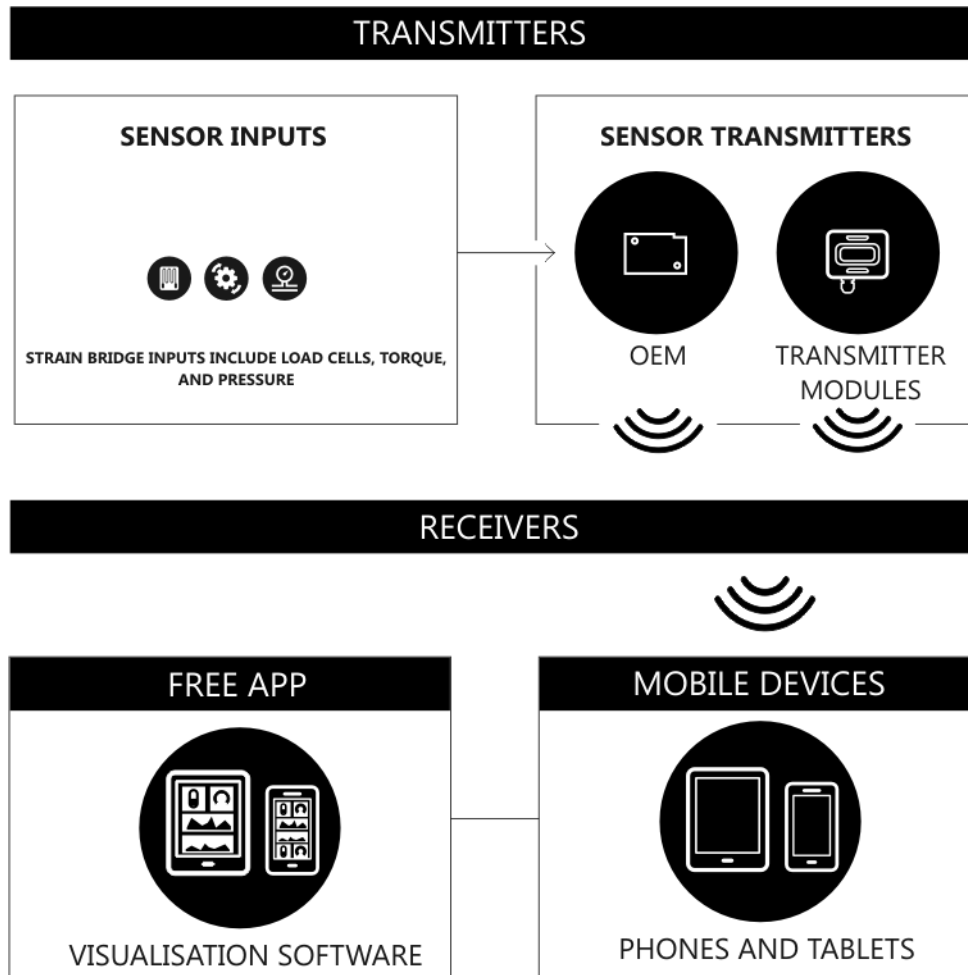 TRANSMITTERS
SENSOR INPUTS
STRAIN BRIDGE INPUTS INCLUDE LOAD CELLS, TORQUE,
AND PRESSURE
SENSOR TRANSMITTERS
OEM
TRANSMITTER
MODULES
RECEIVERS
FREE APP
VISUALISATION SOFTWARE
MOBILE DEVICES
PHONES AND TABLETS